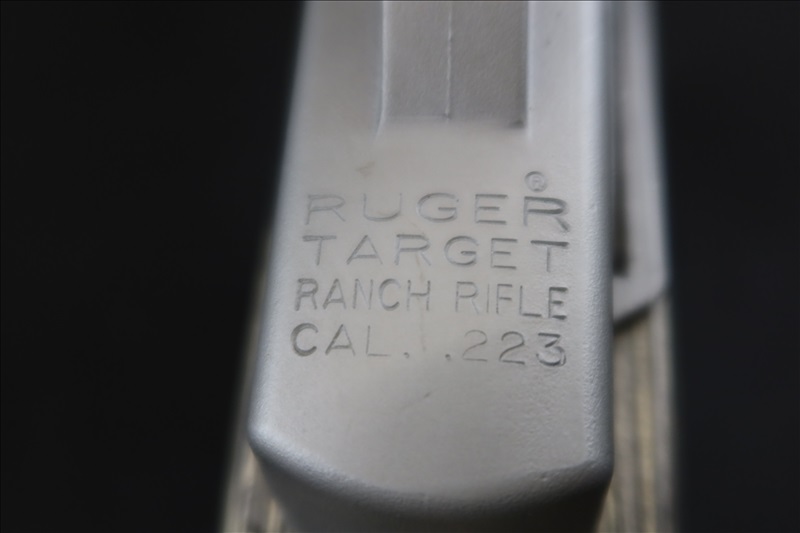 RUGER®
TARGET
RANCH RIFLE
CAL. .223